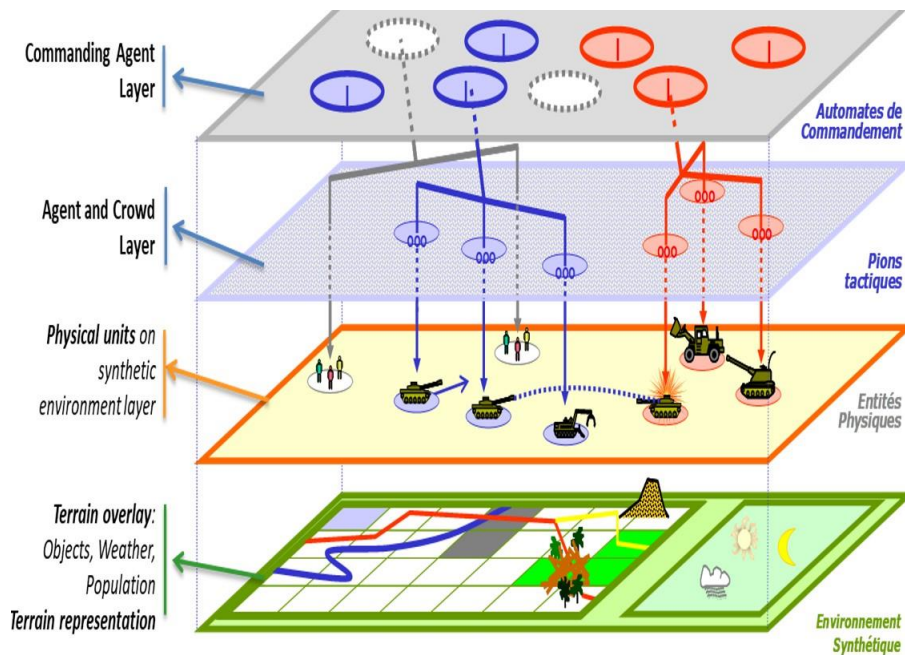 Commanding Agent
Layer
Automates de
Commandement
Agent and Crowd
Layer
Pions
tactiques
Physical units on
synthetic
environment layer
Entités
Physiques
Terrain overlay:
Objects, Weather,
Population
Terrain representation
Environnement
Synthétique